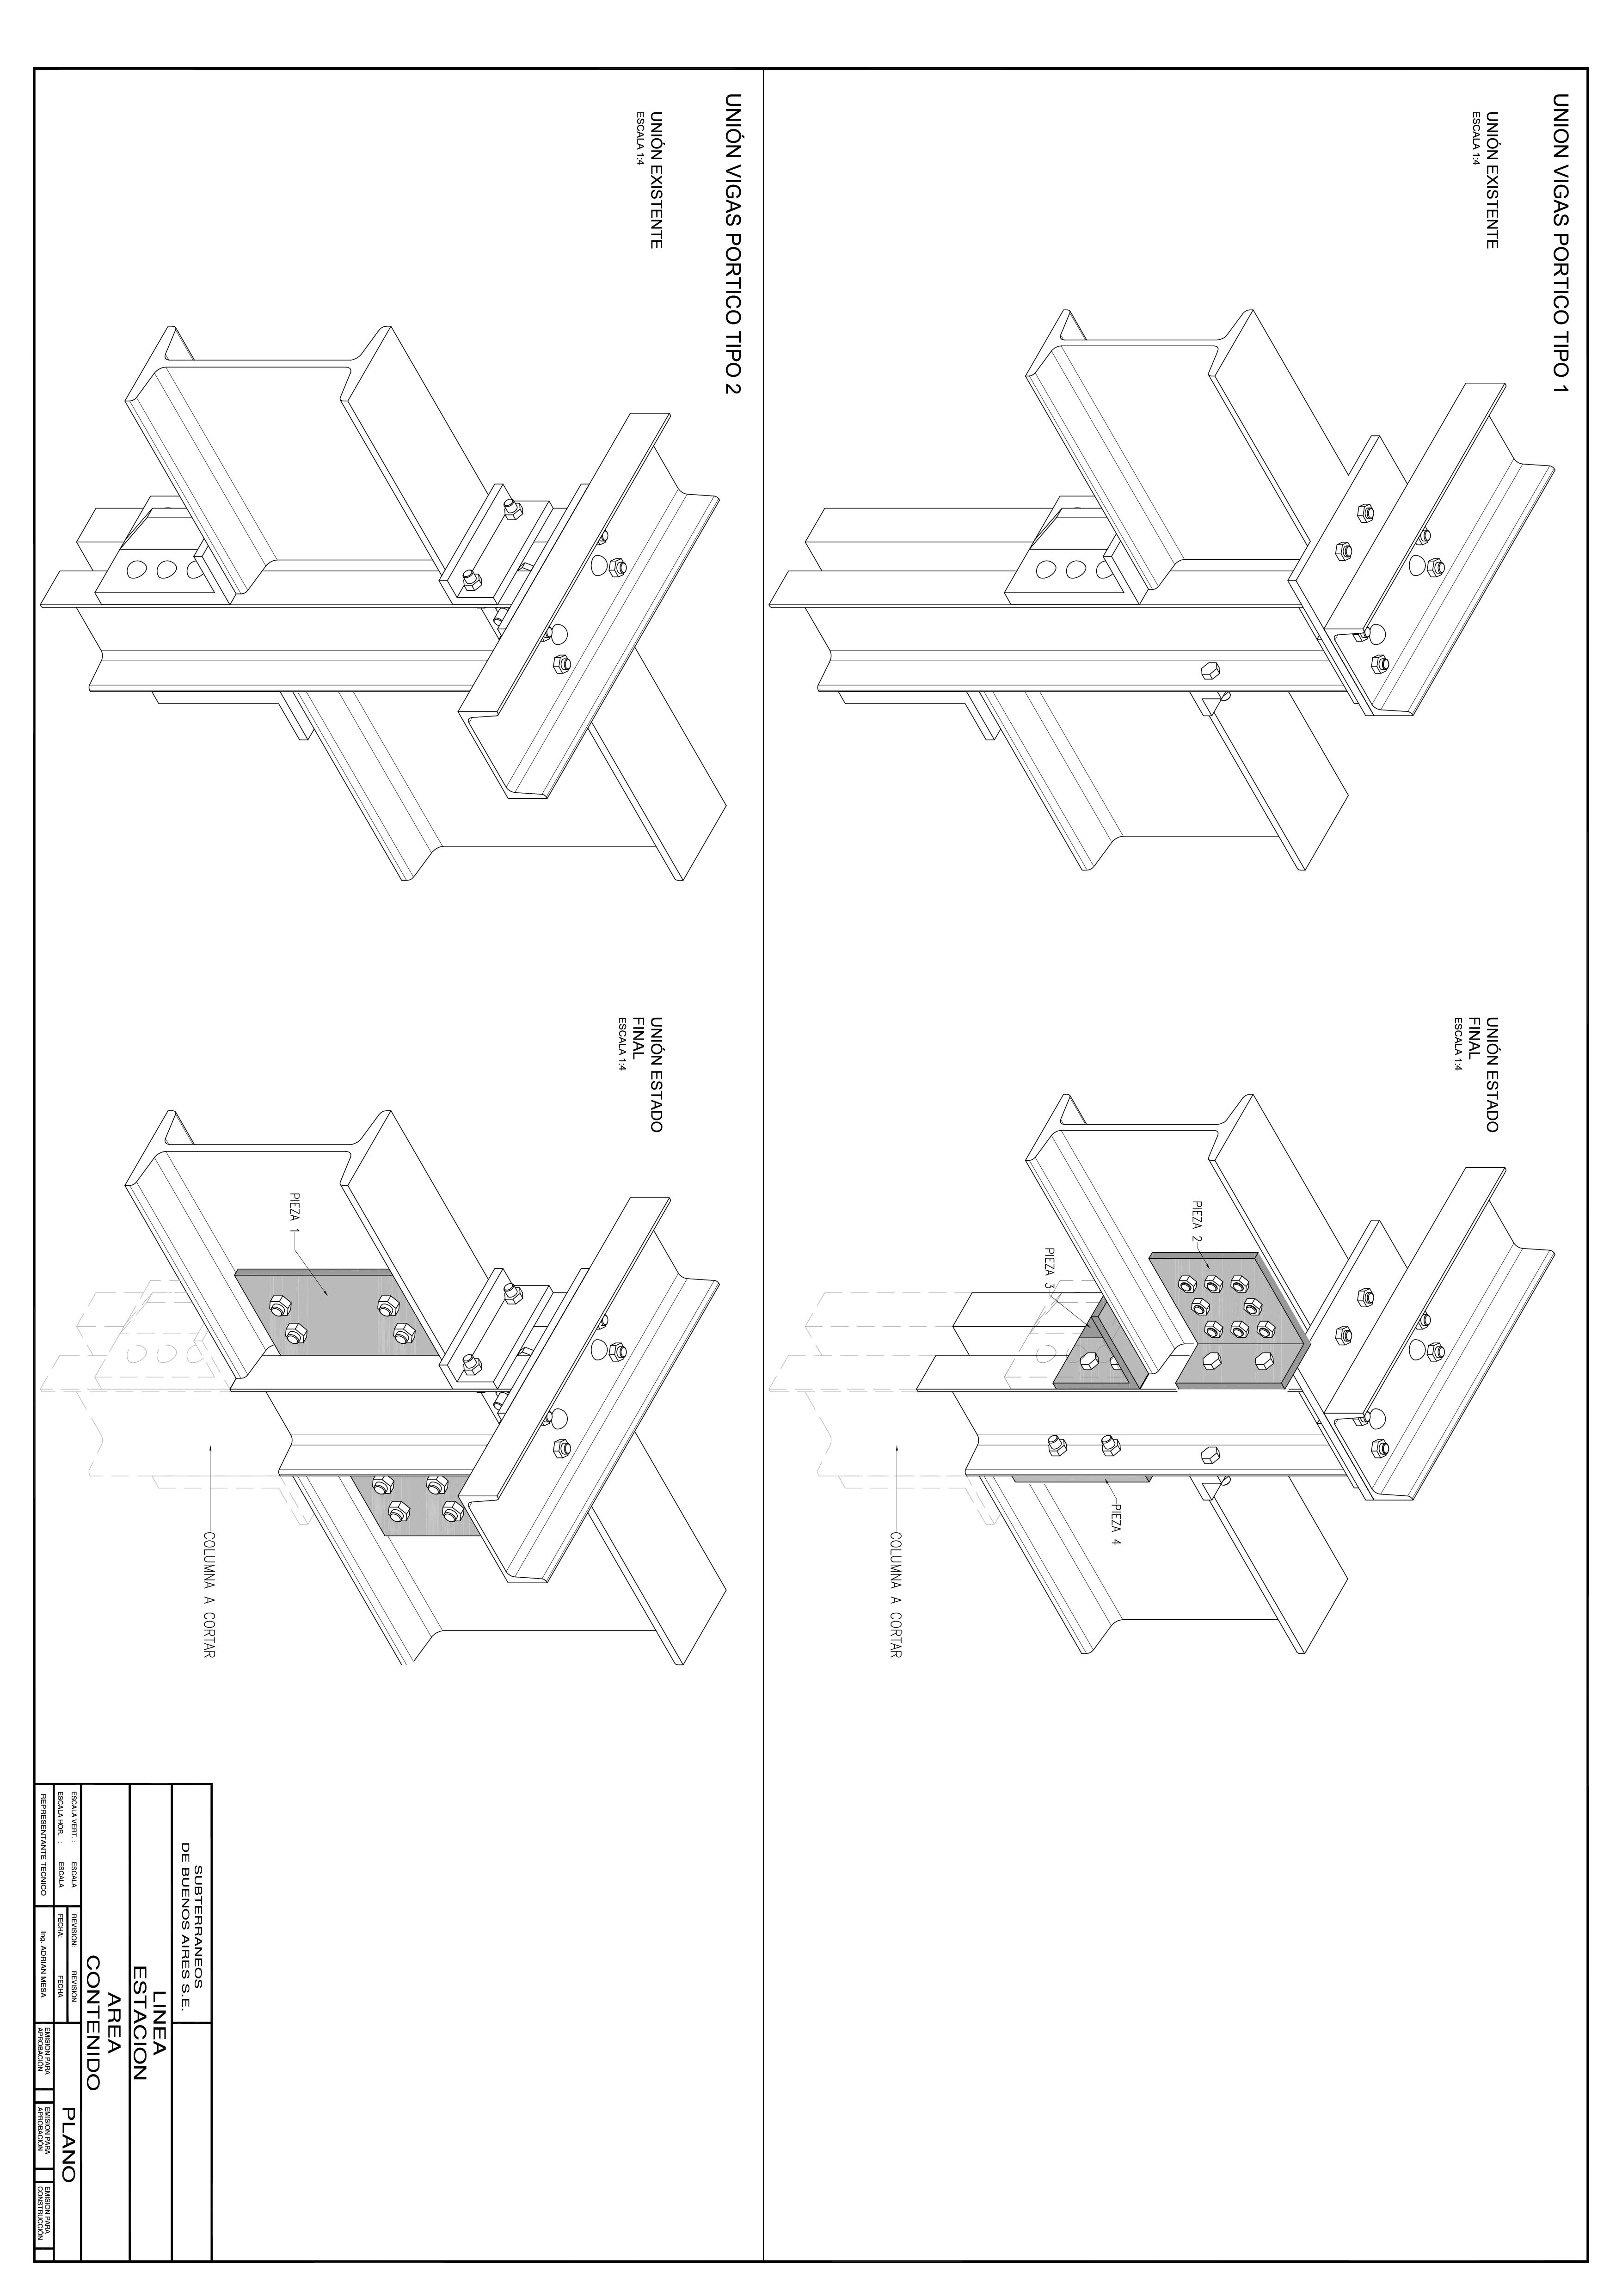 UNION VIGAS PORTICO TIPO 1
UNIÓN EXISTENTE
ESCALA 1:4
UNIÓN ESTADO
FINAL
ESCALA 1:4
PIEZA 2
PIEZA 4
PIEZA 3
COLUMNA A CORTAR
UNIÓN VIGAS PORTICO TIPO 2
UNIÓN EXISTENTE
ESCALA 1:4
UNIÓN ESTADO
FINAL
ESCALA 1:4
PIEZA 1
COLUMNA A CORTAR
SUBTERRANEOS
DE BUENOS AIRES S.E.
LINEA
ESTACION
AREA
CONTENIDO
ESCALA VERT. : ESCALA REVISION: REVISION
ESCALA HOR. : ESCALA FECHA: FECHA
PLANO
REPRESENTANTE TECNICO Ing. ADRIAN MESA
EMISION PARA
APROBACIÓN
EMISION PARA
APROBACIÓN
EMISION PARA
CONSTRUCCIÓN